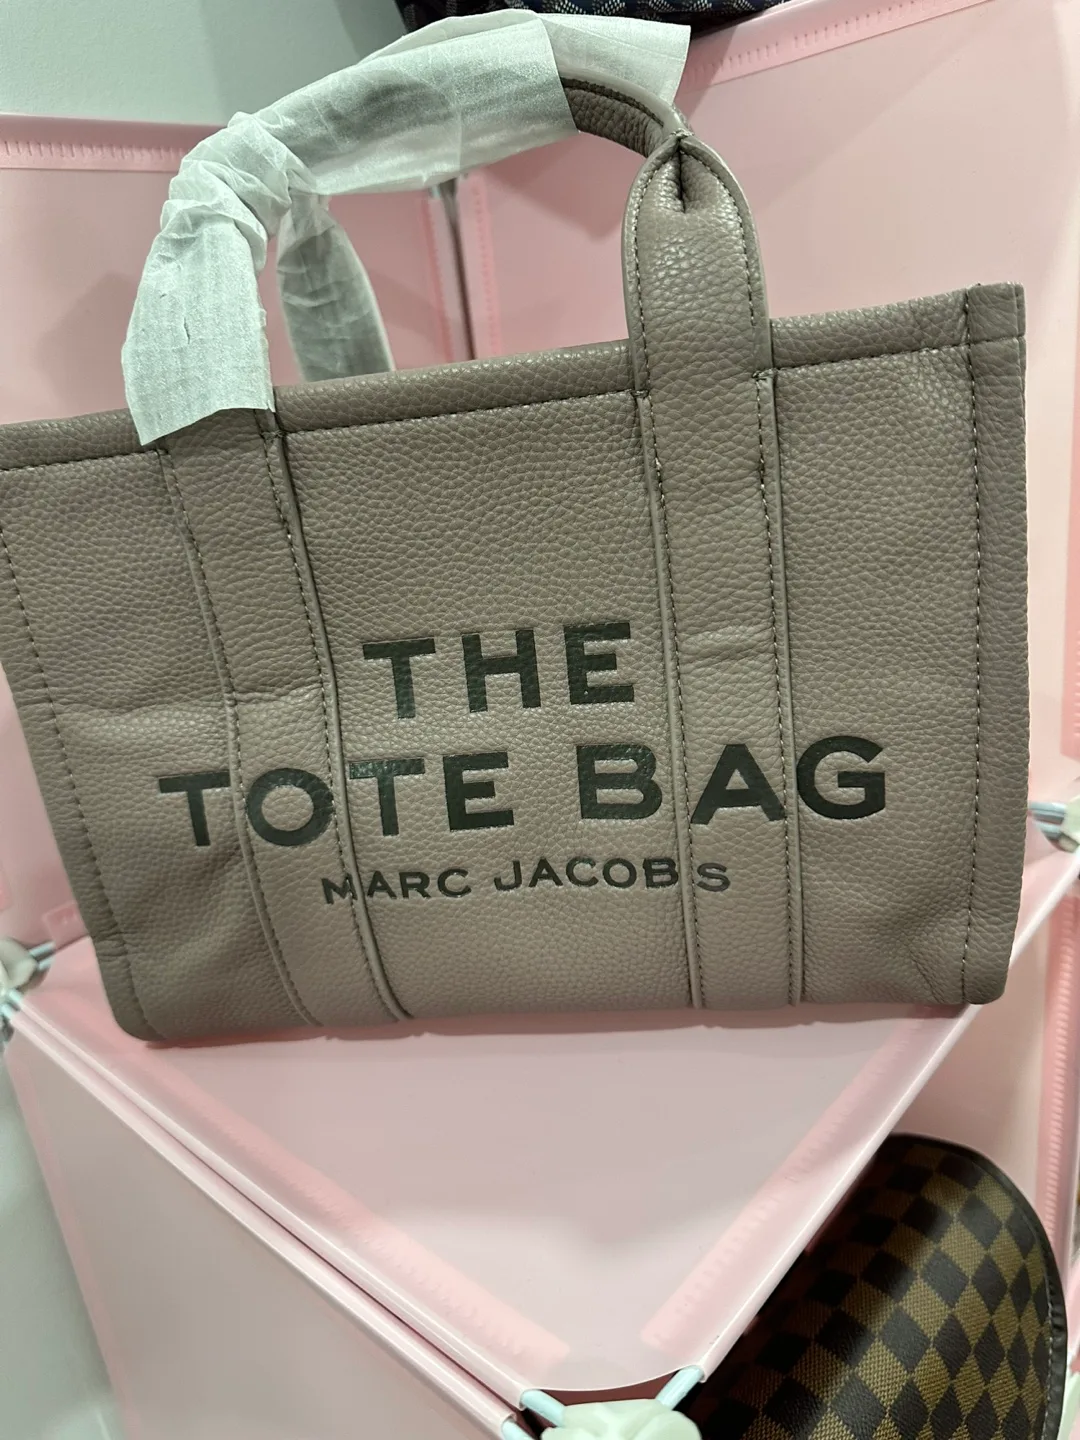 THE
TOTE BAG
MARC JACOBS